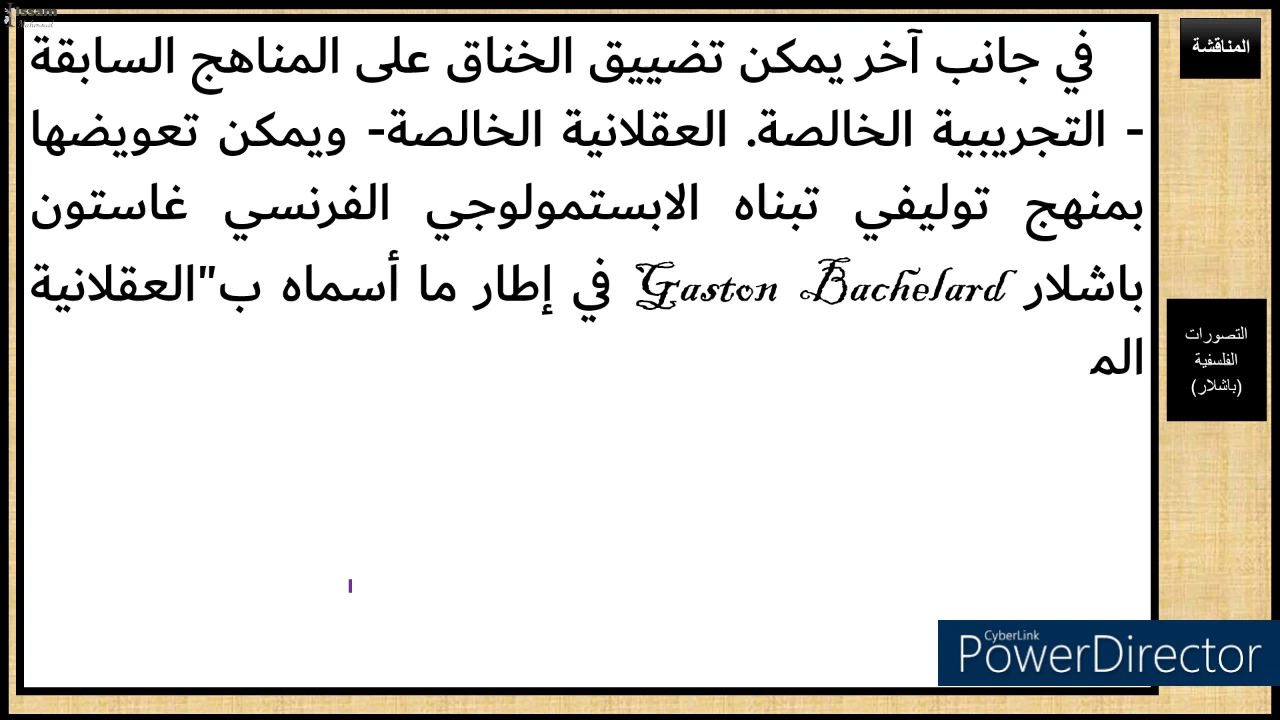 المناقشة
في جانب آخر يمكن تضييق الخناق على المناهج السابقة
- التجريبية الخالصة. العقلانية الخالصة- ويمكن تعويضها
بمنهج توليفي تبناه الابستمولوجي الفرنسي غاستون
باشلار Gaston Bachelard في إطار ما أسماه ب"العقلانية
الم
التصورات
الفلسفية
(باشلار)
CyberLink
PowerDirector